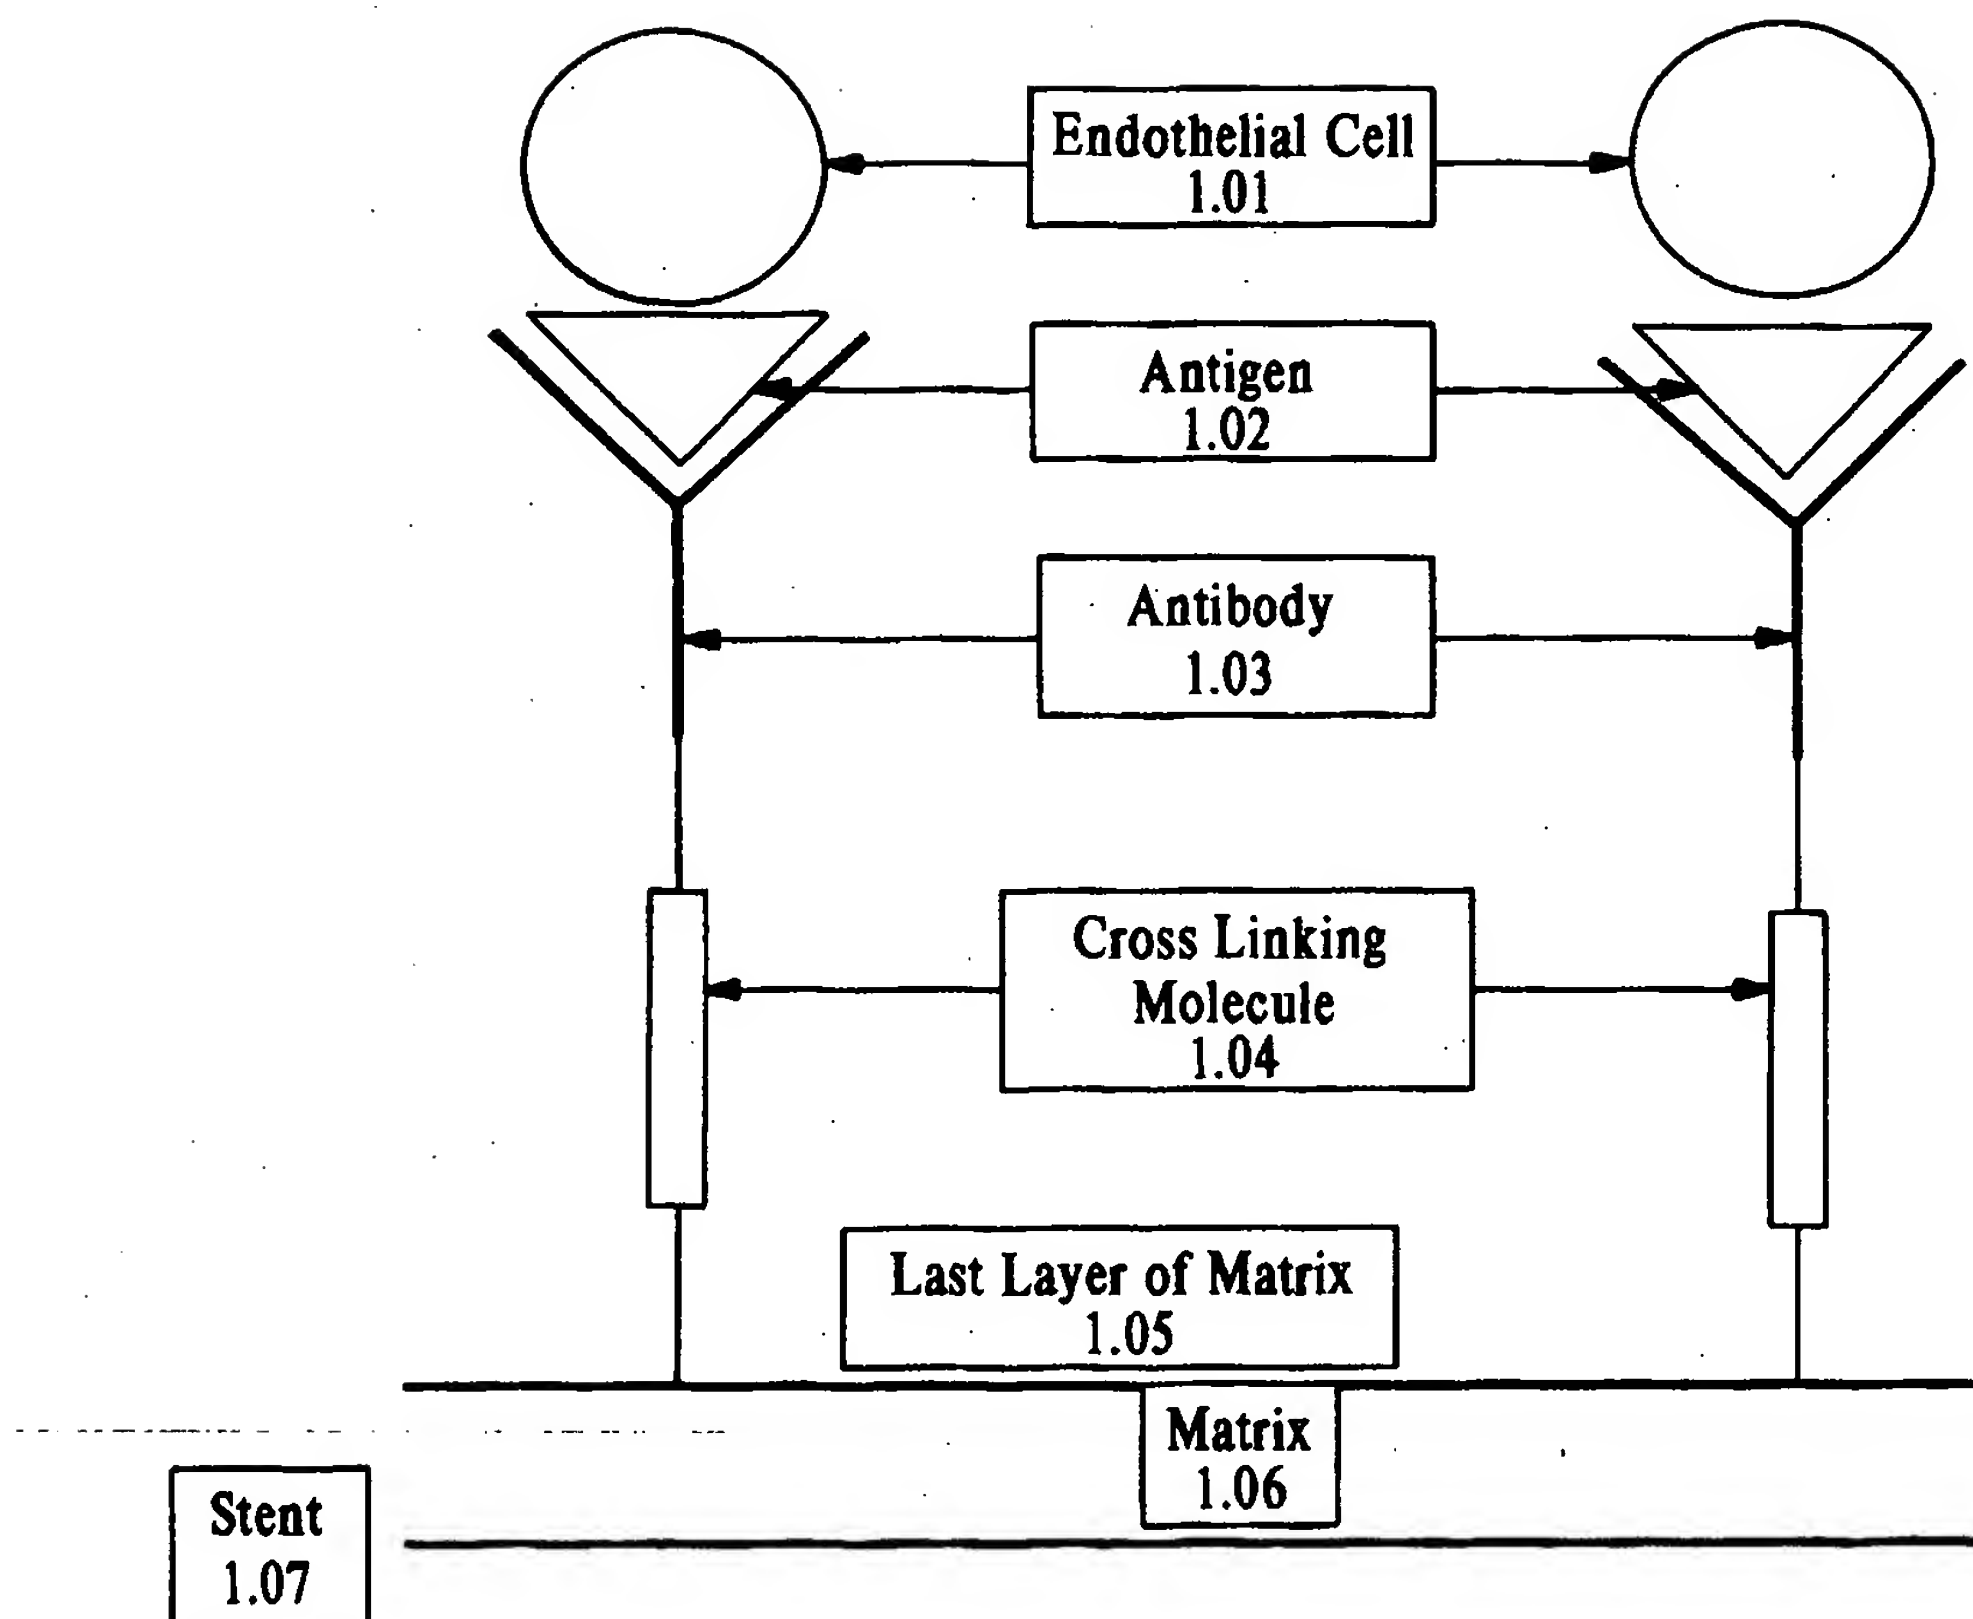 Endothelial Cell
1.01
Antigen
1.02
Antibody
1.03
Cross Linking
Molecule
1.04
Last Layer of Matrix
1.05
Matrix
1.06
Stent
1.07